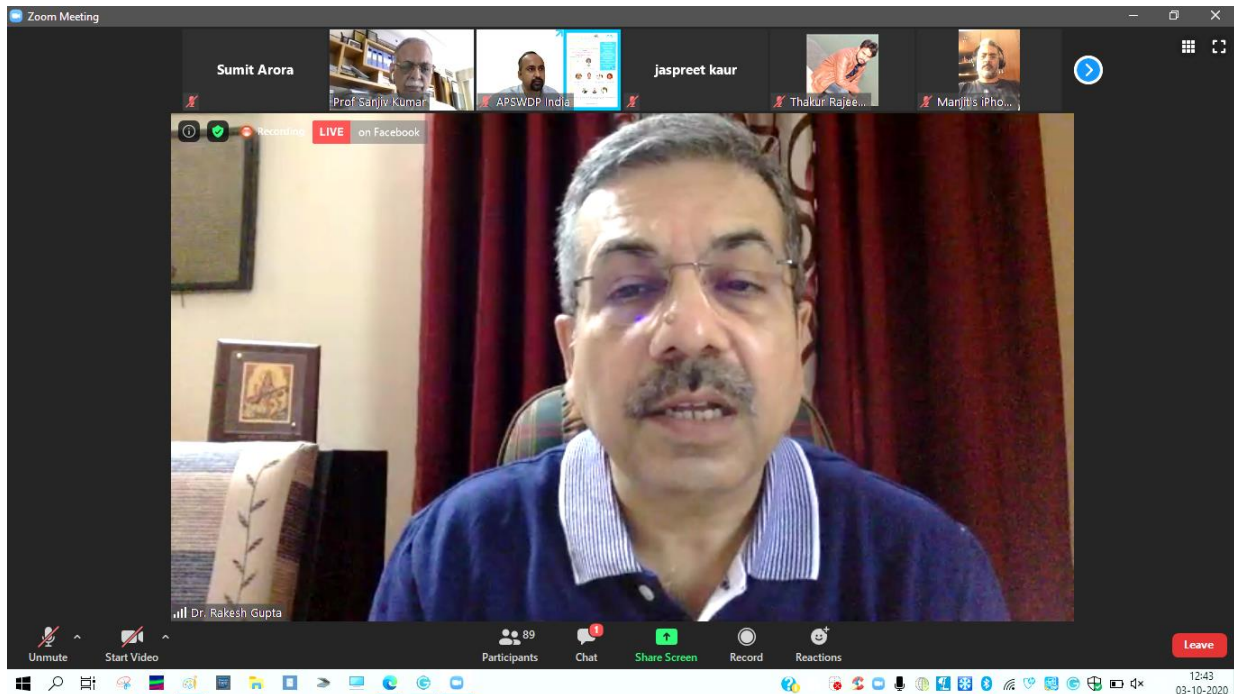 Zoom Meeting
Sumit Arora
Prof Sanjiv Kumar
APSWDP India
jaspreet kaur
Thakur Rajee...
Manjit's iPho...
Recording
LIVE on Facebook
Dr. Rakesh Gupta
Unmute
Start Video
89
Participants
1
Chat
Share Screen
Record
Reactions
Leave
12:43
03-10-2020